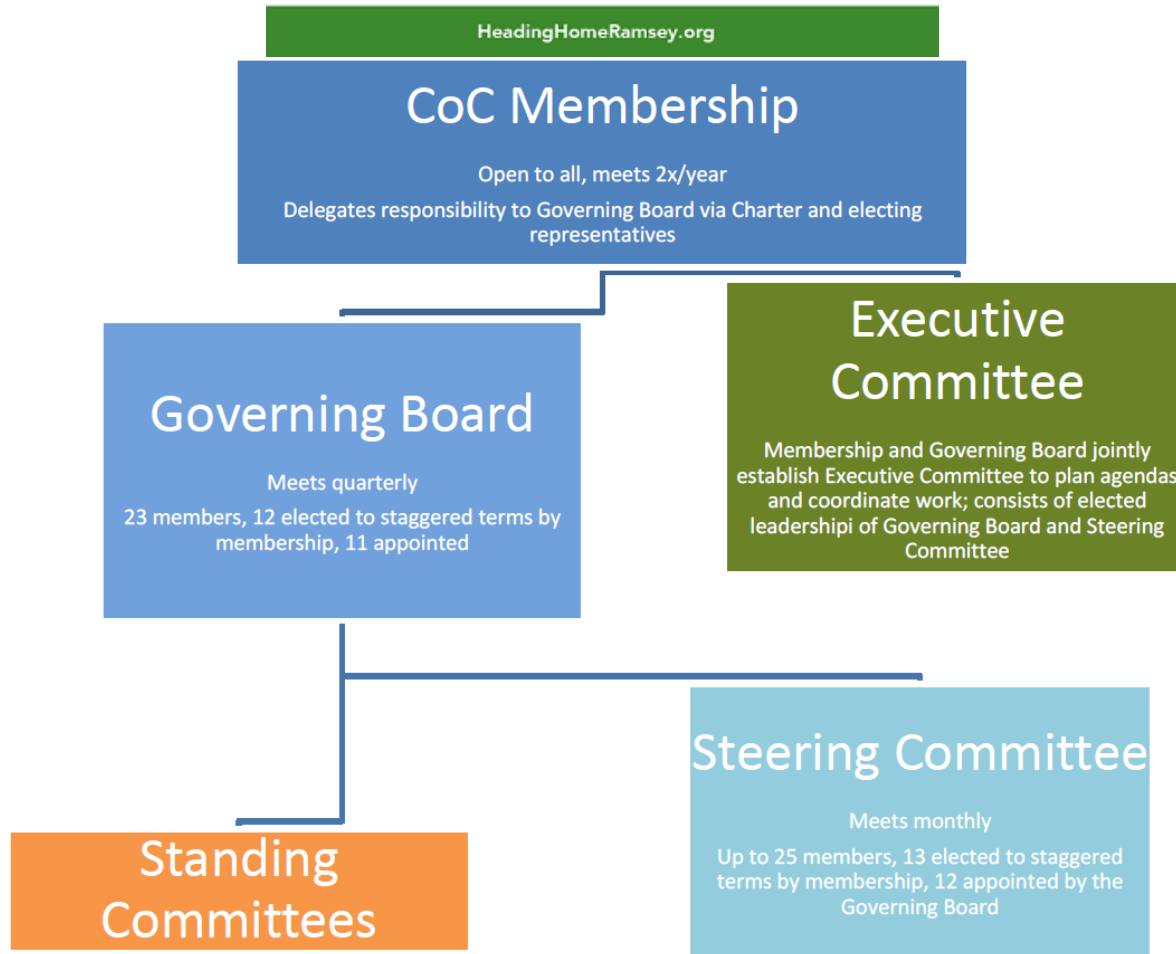 HeadingHomeRamsey.org
CoC Membership
Open to all, meets 2x/year
Delegates responsibility to Governing Board via Charter and electing
representatives
Executive
Committee
Membership and Governing Board jointly
establish Executive Committee to plan agendas
and coordinate work; consists of elected
leadershipi of Governing Board and Steering
Committee
Governing Board
Meets quarterly
23 members, 12 elected to staggered terms by
membership, 11 appointed
Steering Committee
Meets monthly
Up to 25 members, 13 elected to staggered
terms by membership, 12 appointed by the
Governing Board
Standing
Committees